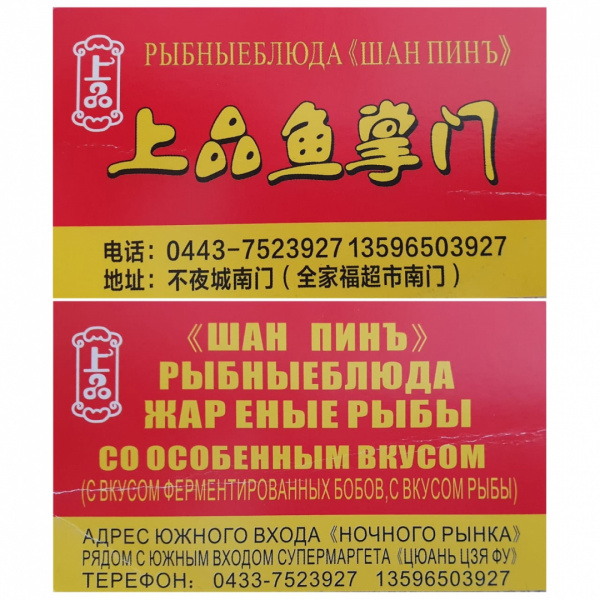 上品
РЫБНЫЕБЛЮДА《ШАН ПИНЪ》
上品鱼掌门
电话：0443-7523927 13596503927
地址：不夜城南门（全家福超市南门）
上品
《ШАН ПИНЪ》
РЫБНЫЕБЛЮДА
ЖАР ЕНЫЕ РЫБЫ
СО ОСОБЕННЫМ ВКУСОМ
(С ВКУСОМ ФЕРМЕНТИРОВАННЫХ БОБОВ,С ВКУСОМ РЫБЫ)
АДРЕС ЮЖНОГО ВХОДА《НОЧНОГО РЫНКА》
РЯДОМ С ЮЖНЫМ ВХОДОМ СУПЕРМАРГЕТА《ЦЮАНЬ ЦЗЯ ФУ》
ТЕРЕФОН: 0433-7523927 13596503927